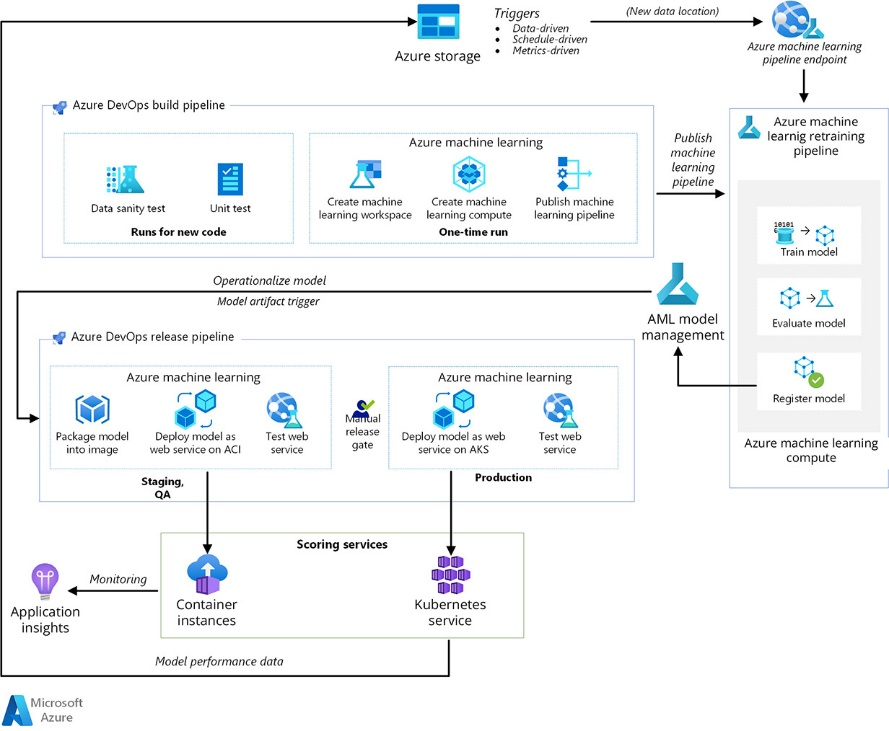 Triggers
• Data-driven
• Schedule-driven
• Metrics-driven
(New data location)
Azure storage
Azure machine learning
pipeline endpoint
Azure DevOps build pipeline
Data sanity test
Unit test
Runs for new code
Azure machine learning
Create machine
learning workspace
Create machine
learning compute
Publish machine
learning pipeline
One-time run
Publish
machine
learning
pipeline
Azure machine
learnig retraining
pipeline
10101
Train model
Evaluate model
Register model
Azure machine learning
compute
Operationalize model
Model artifact trigger
AML model
management
Azure DevOps release pipeline
Azure machine learning
Package model
into image
Deploy model as
web service on ACI
Test web
service
Staging,
QA
Manual
release
gate
Azure machine learning
Deploy model as web
service on AKS
Test web
service
Production
Scoring services
Container
instances
Kubernetes
service
Monitoring
Application
insights
Model performance data
Microsoft
Azure